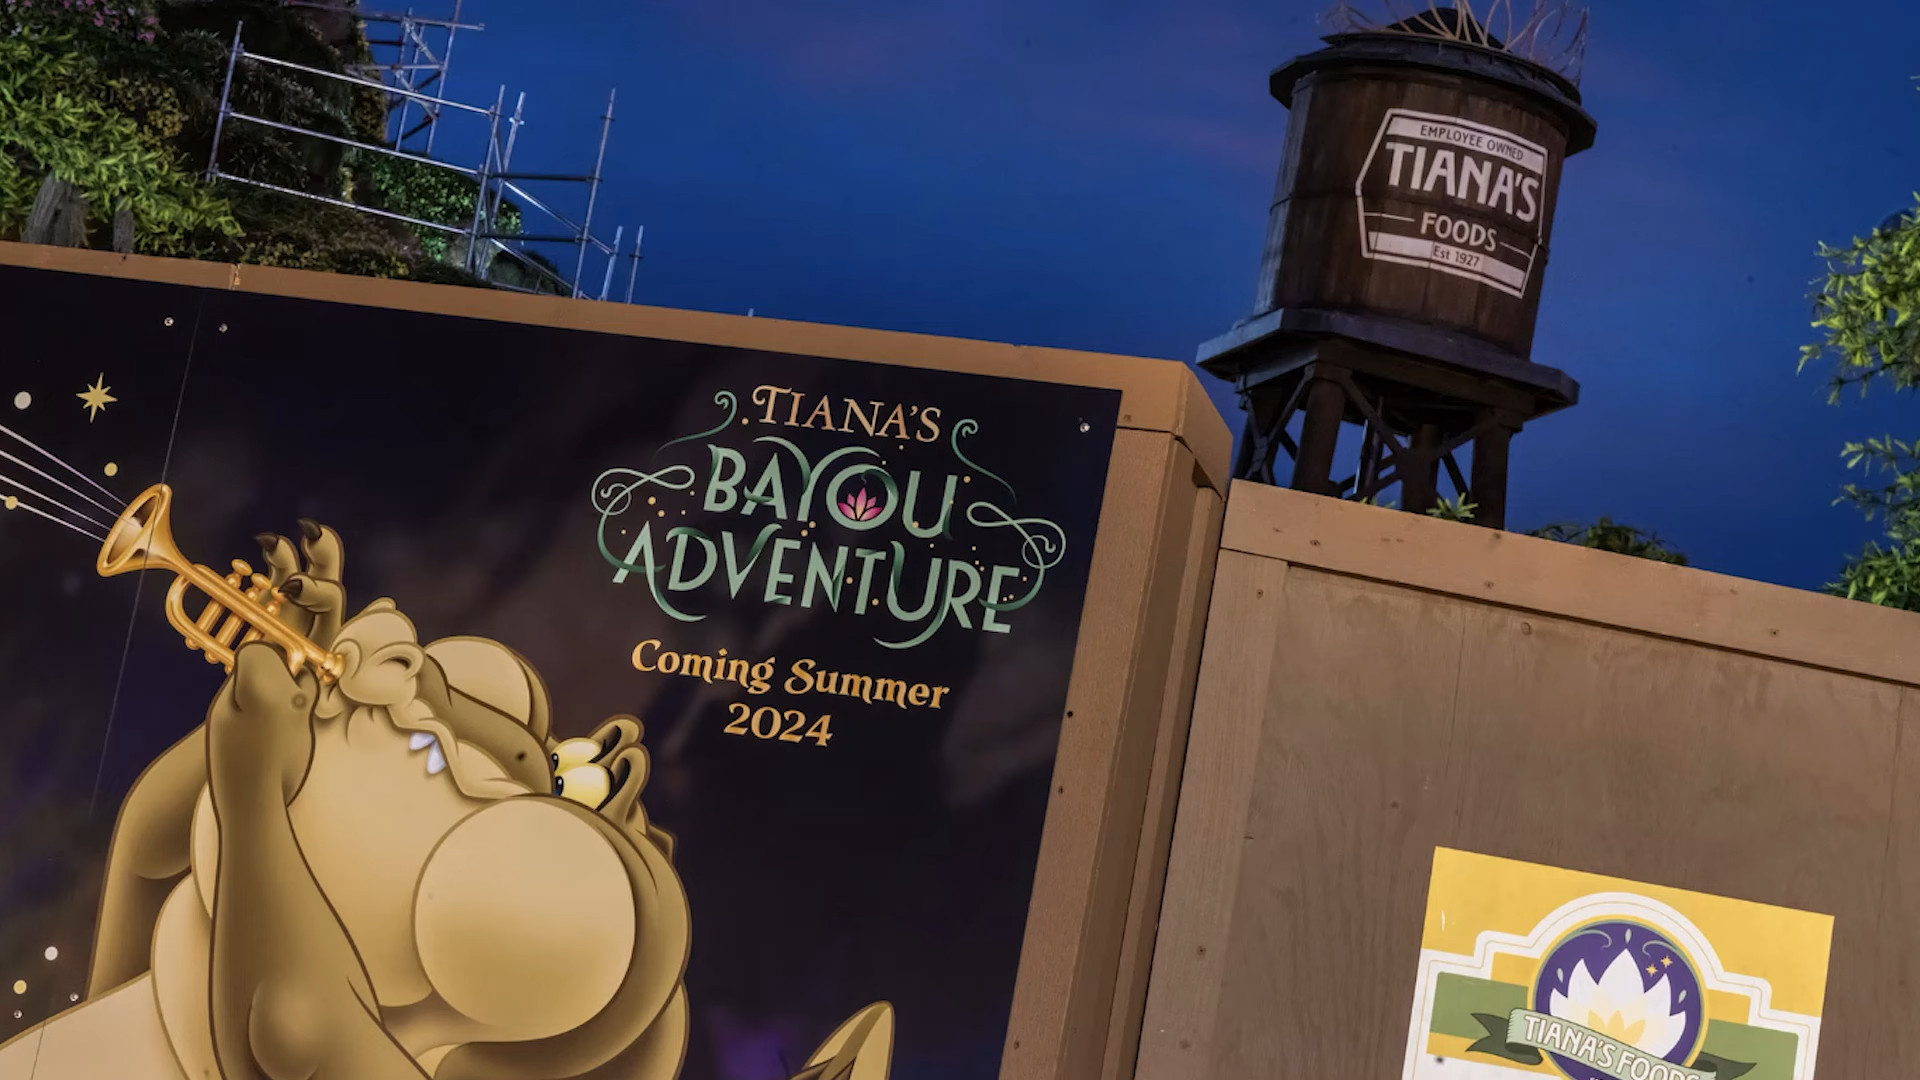 EMPLOYEE OWNED
TIANA'S
FOODS
Est 1927
TIANA'S
BAYOU
ADVENTURE
Coming Summer
2024
TIANA'S FOODS